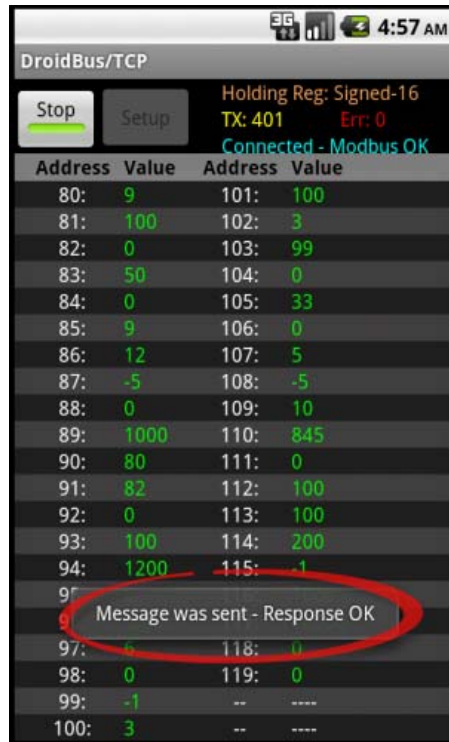 3G 4:57 AM
DroidBus/TCP
Stop Setup Holding Reg: Signed-16
TX: 401 Err: 0
Connected - Modbus OK
Address Value Address Value
80: 9 101: 100
81: 100 102: 3
82: 0 103: 99
83: 50 104: 0
84: 0 105: 33
85: 9 106: 0
86: 12 107: 5
87: -5 108: -5
88: 0 109: 10
89: 1000 110: 845
90: 80 111: 0
91: 82 112: 100
92: 0 113: 100
93: 100 114: 200
94: 1200 115: -1
Message was sent - Response OK
97: 6 118: 0
98: 0 119: 0
99: -1 -- ----
100: 3 -- ----